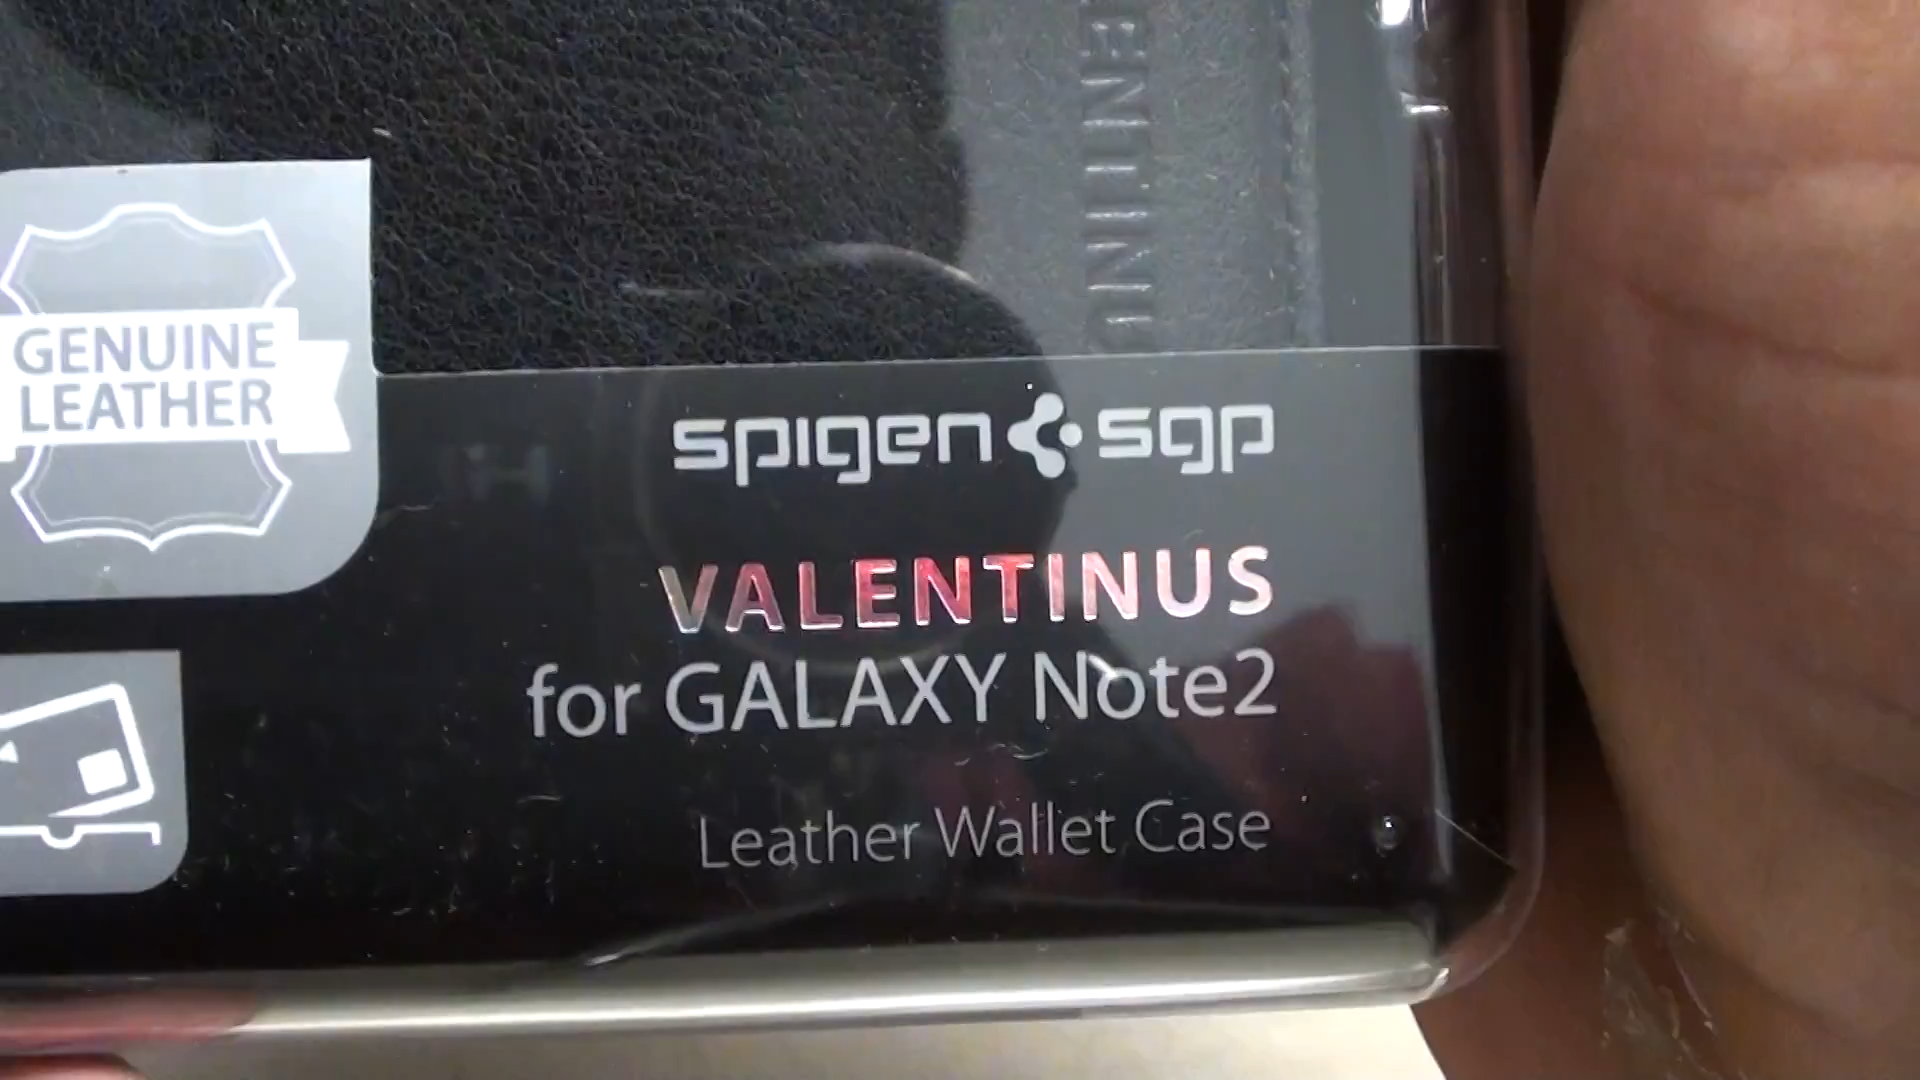 GENUINE
LEATHER
spigen sgp
VALENTINUS
for GALAXY Note2
Leather Wallet Case